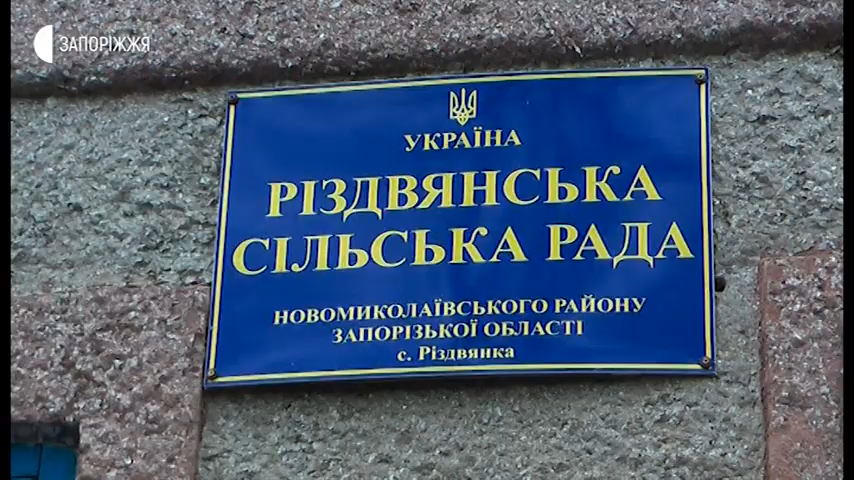 ЗАПОРІЖЖЯ
УКРАЇНА
РІЗДВЯНСЬКА
СІЛЬСЬКА РАДА
НОВОМИКОЛАЇВСЬКОГО РАЙОНУ
ЗАПОРІЗЬКОЇ ОБЛАСТІ
с. Різдвянка